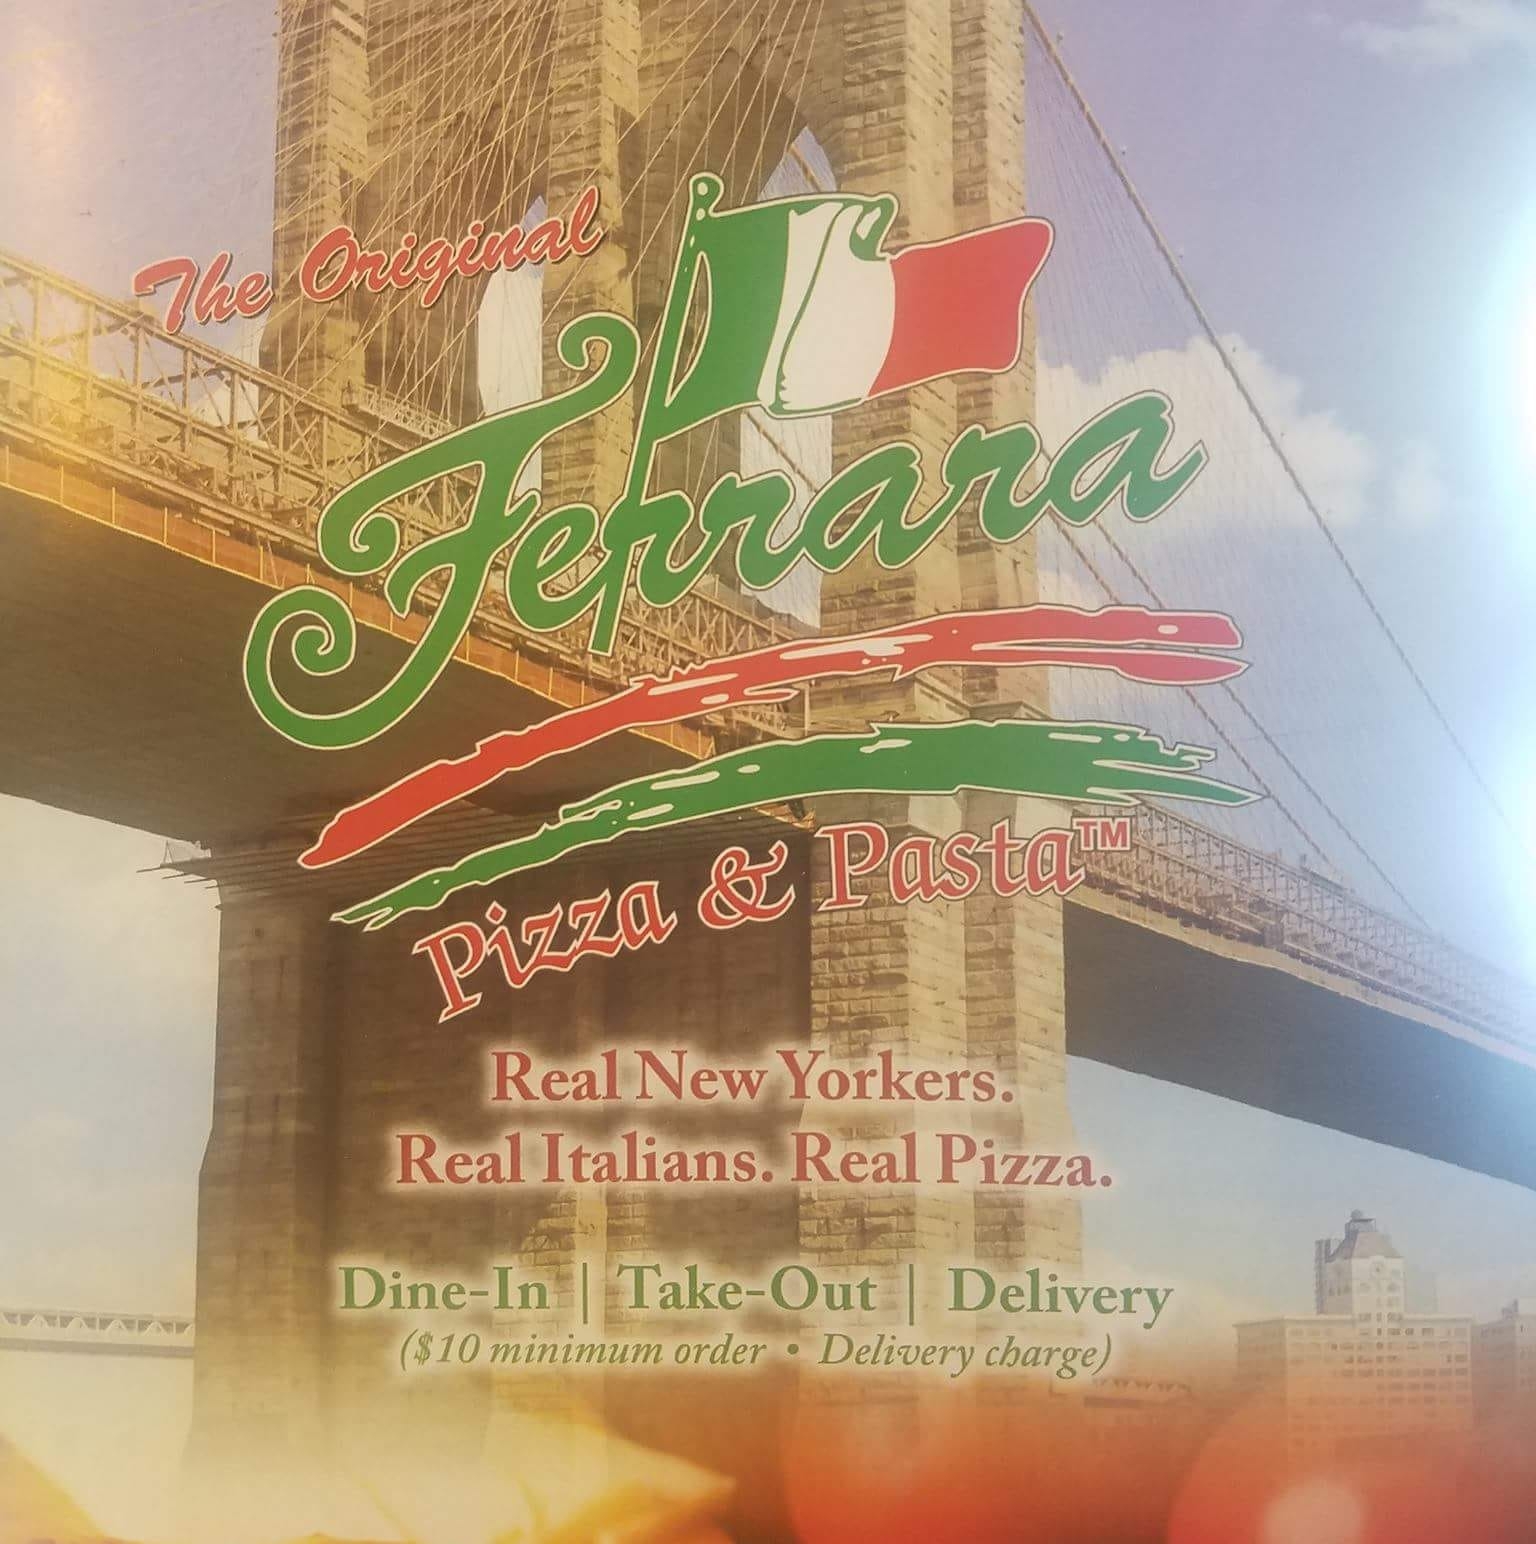 The Original
Ferrara
Pizza & Pasta™
Real New Yorkers.
Real Italians. Real Pizza.
Dine-In | Take-Out | Delivery
($10 minimum order • Delivery charge)